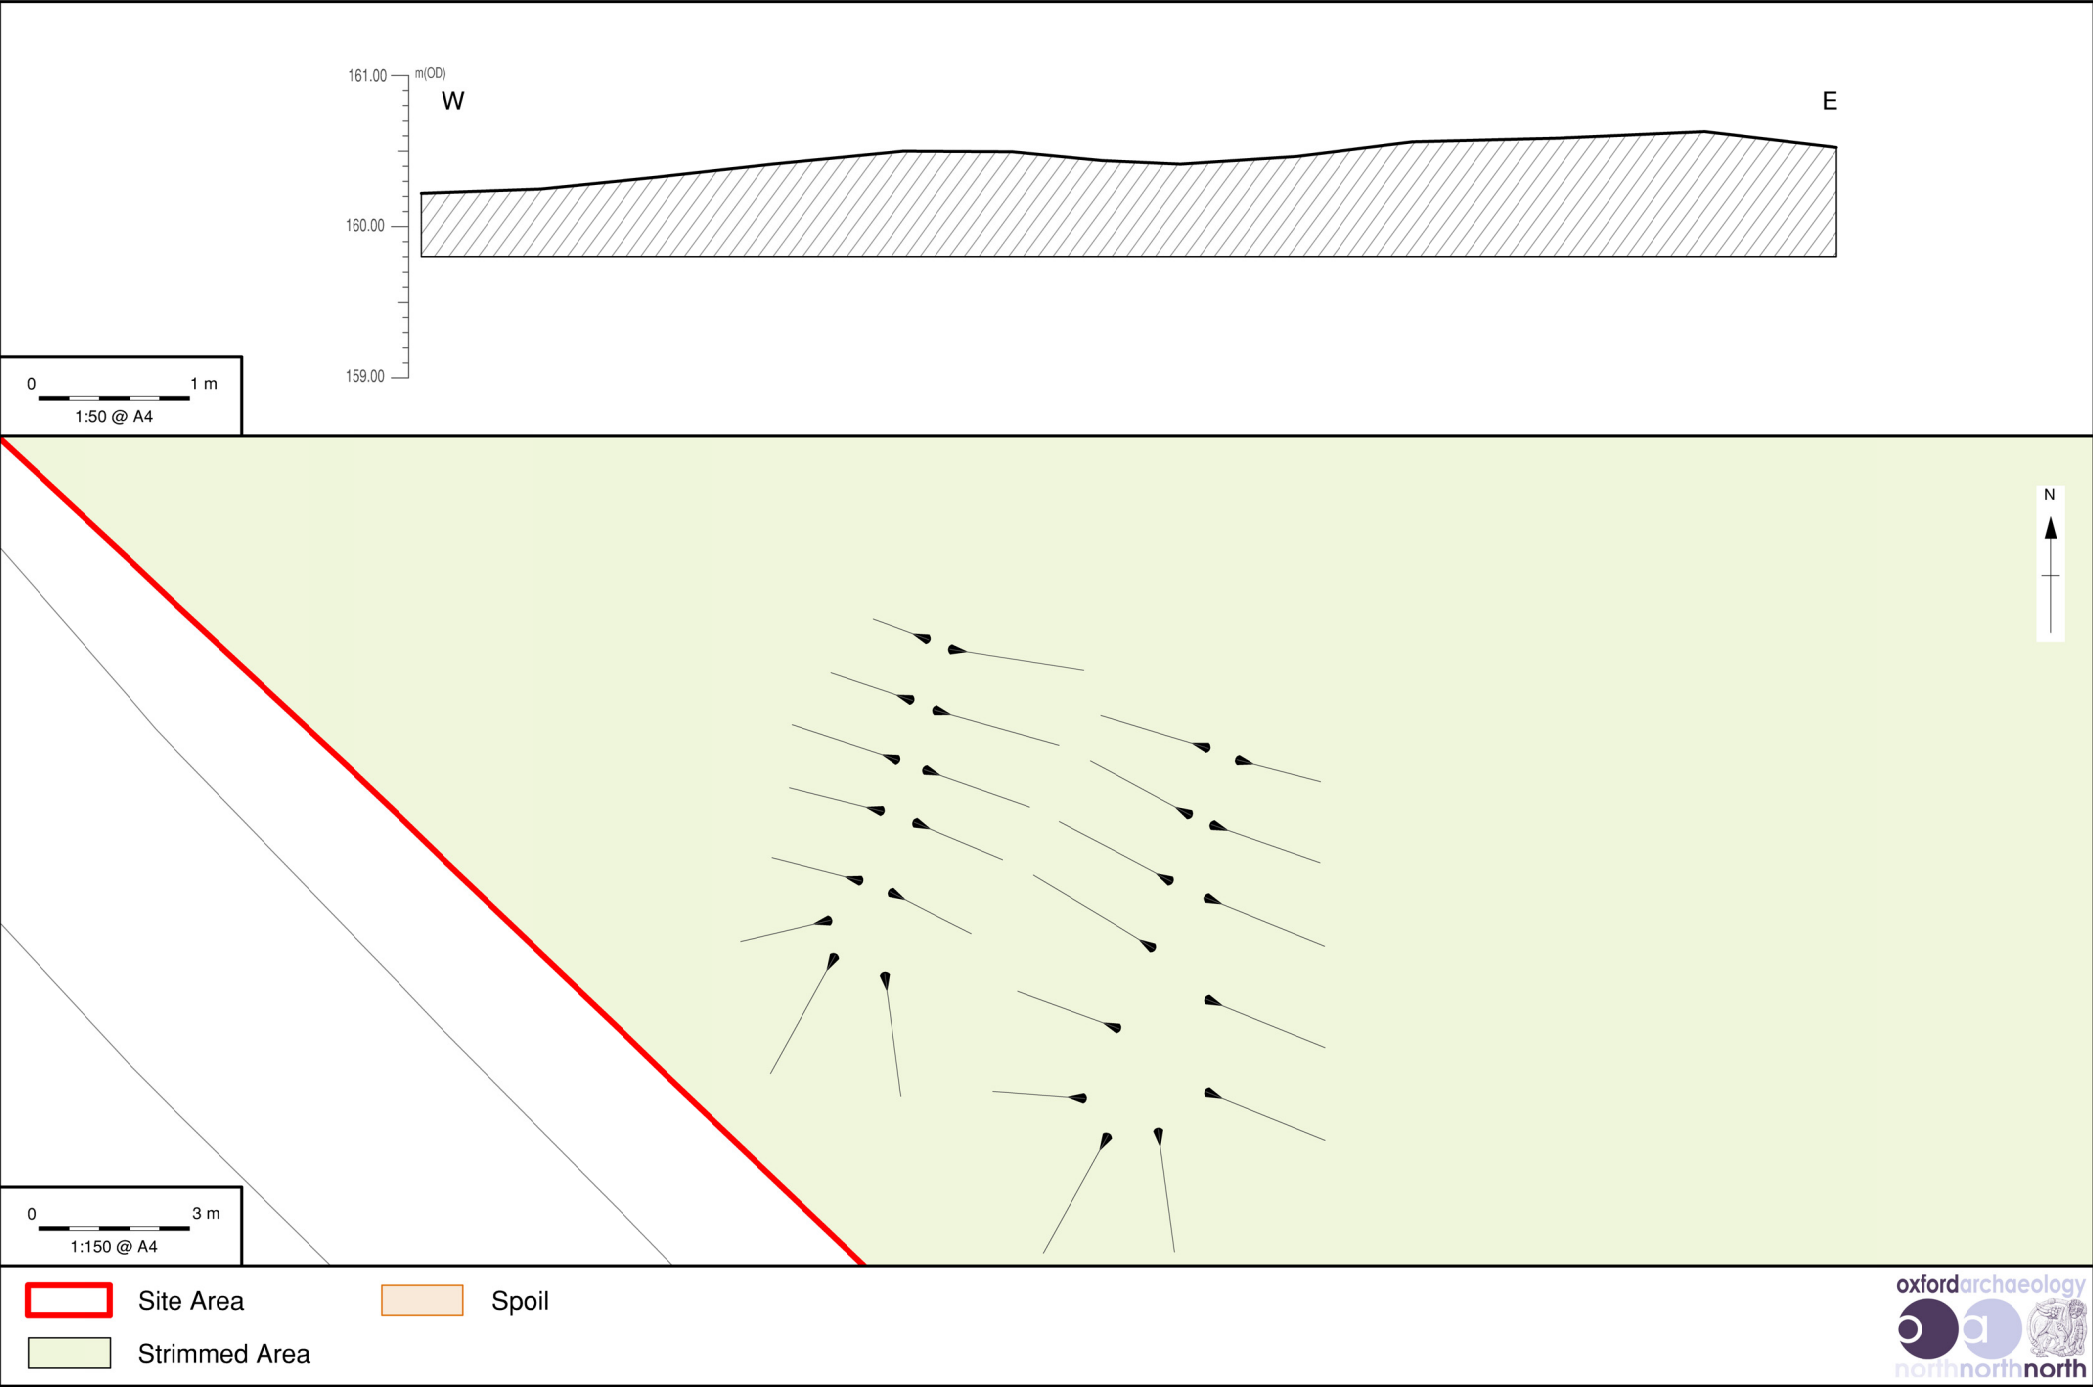 161.00 m(OD)
W
E
160.00
159.00
0 1 m
1:50 @ A4
N
0 3 m
1:150 @ A4
Site Area
Spoil
Strimmed Area
oxfordarchaeology
oa
northnorthnorth